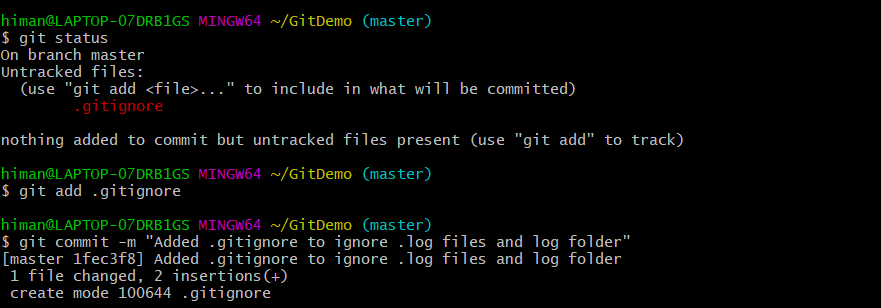 himan@LAPTOP-O7DRB1GS MINGW64 ~/GitDemo (master)
$ git status
On branch master
Untracked files:
  (use "git add <file>..." to include in what will be committed)
        .gitignore

nothing added to commit but untracked files present (use "git add" to track)

himan@LAPTOP-O7DRB1GS MINGW64 ~/GitDemo (master)
$ git add .gitignore

himan@LAPTOP-O7DRB1GS MINGW64 ~/GitDemo (master)
$ git commit -m "Added .gitignore to ignore .log files and log folder"
[master 1fec3f8] Added .gitignore to ignore .log files and log folder
 1 file changed, 2 insertions(+)
 create mode 100644 .gitignore